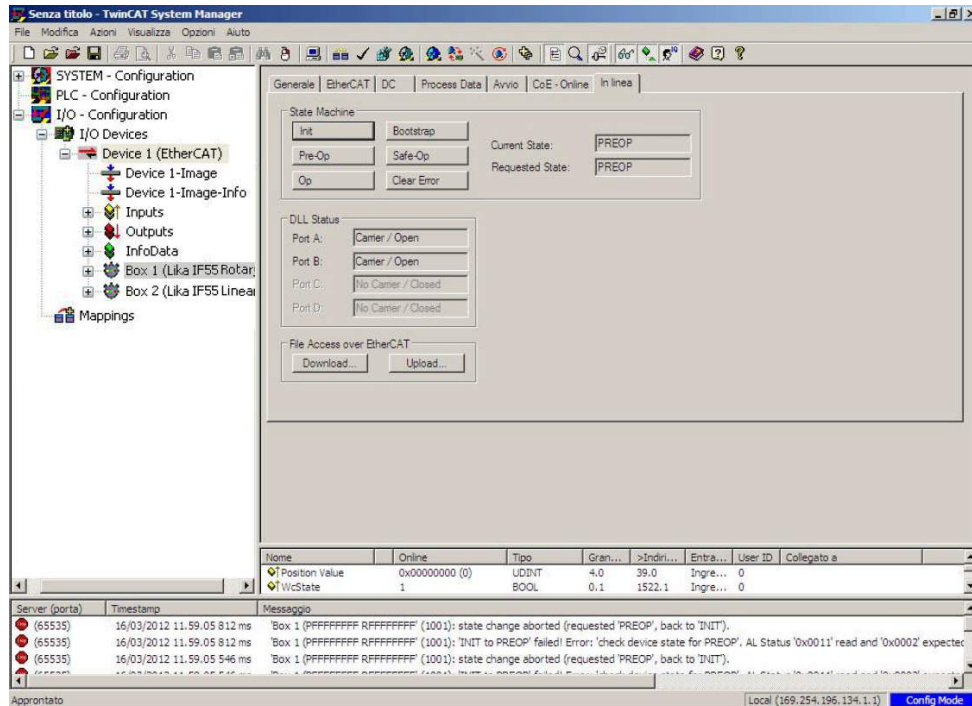 Senza titolo - TwinCAT System Manager
File Modifica Azioni Visualizza Opzioni Aiuto
SYSTEM - Configuration
PLC - Configuration
I/O - Configuration
I/O Devices
Device 1 (EtherCAT)
Device 1-Image
Device 1-Image-Info
Inputs
Outputs
InfoData
Box 1 (Lika IF55 Rotar
Box 2 (Lika IF55 Linear
Mappings
Generale EtherCAT DC Process Data Avvio CoE - Online In linea
State Machine
Init Bootstrap
Pre-Op Safe-Op
Op Clear Error
Current State: PREOP
Requested State: PREOP
DLL Status
Port A: Carrier / Open
Port B: Carrier / Open
Port C: No Carrier / Closed
Port D: No Carrier / Closed
File Access over EtherCAT
Download... Upload...
Nome Online Tipo Gran... >Indiri... Entra... User ID Collegato a
Position Value 0x00000000 (0) UDINT 4.0 39.0 Ingre... 0
WcState 1 BOOL 0.1 1522.1 Ingre... 0
Server (porta) Timestamp Messaggio
(65535) 16/03/2012 11.59.05 812 ms 'Box 1 (PFFFFFFFF RFFFFFFFF' (1001): state change aborted (requested 'PREOP', back to 'INIT').
(65535) 16/03/2012 11.59.05 812 ms 'Box 1 (PFFFFFFFF RFFFFFFFF' (1001): 'INIT to PREOP' failed! Error: 'check device state for PREOP'. AL Status '0x0011' read and '0x0002' expected
(65535) 16/03/2012 11.59.05 546 ms 'Box 1 (PFFFFFFFF RFFFFFFFF' (1001): state change aborted (requested 'PREOP', back to 'INIT').
Approntato
Local (169.254.196.134.1.1) Config Mode